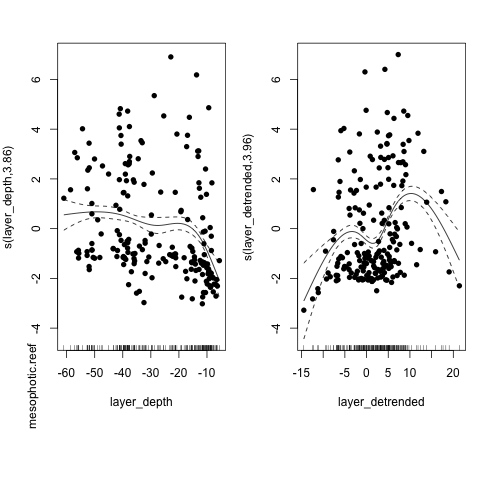 s(layer_depth,3.86)
6
4
2
0
-2
-4
mesophotic.reef
-60 -50 -40 -30 -20 -10
layer_depth
s(layer_detrended,3.96)
6
4
2
0
-2
-4
-15 -5 0 5 10 20
layer_detrended